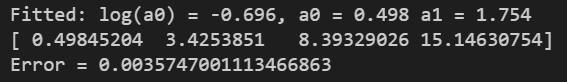 Fitted: log(a0) = -0.696, a0 = 0.498 a1 = 1.754
[ 0.49845204  3.4253851   8.39329026 15.14630754]
Error = 0.0035747001113466863